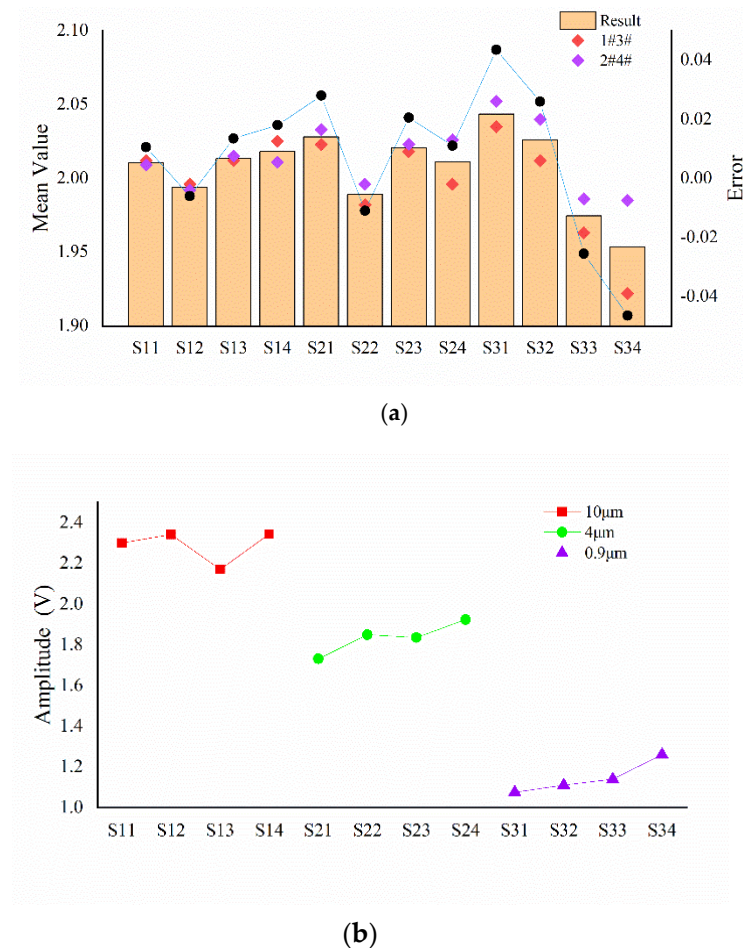 2.10
2.05
2.00
1.95
1.90
Mean Value
Result
1#3#
2#4#
0.04
0.02
0.00
-0.02
-0.04
Error
S11 S12 S13 S14 S21 S22 S23 S24 S31 S32 S33 S34
(a)
2.4
2.2
2.0
1.8
1.6
1.4
1.2
1.0
Amplitude (V)
10μm
4μm
0.9μm
S11 S12 S13 S14 S21 S22 S23 S24 S31 S32 S33 S34
(b)